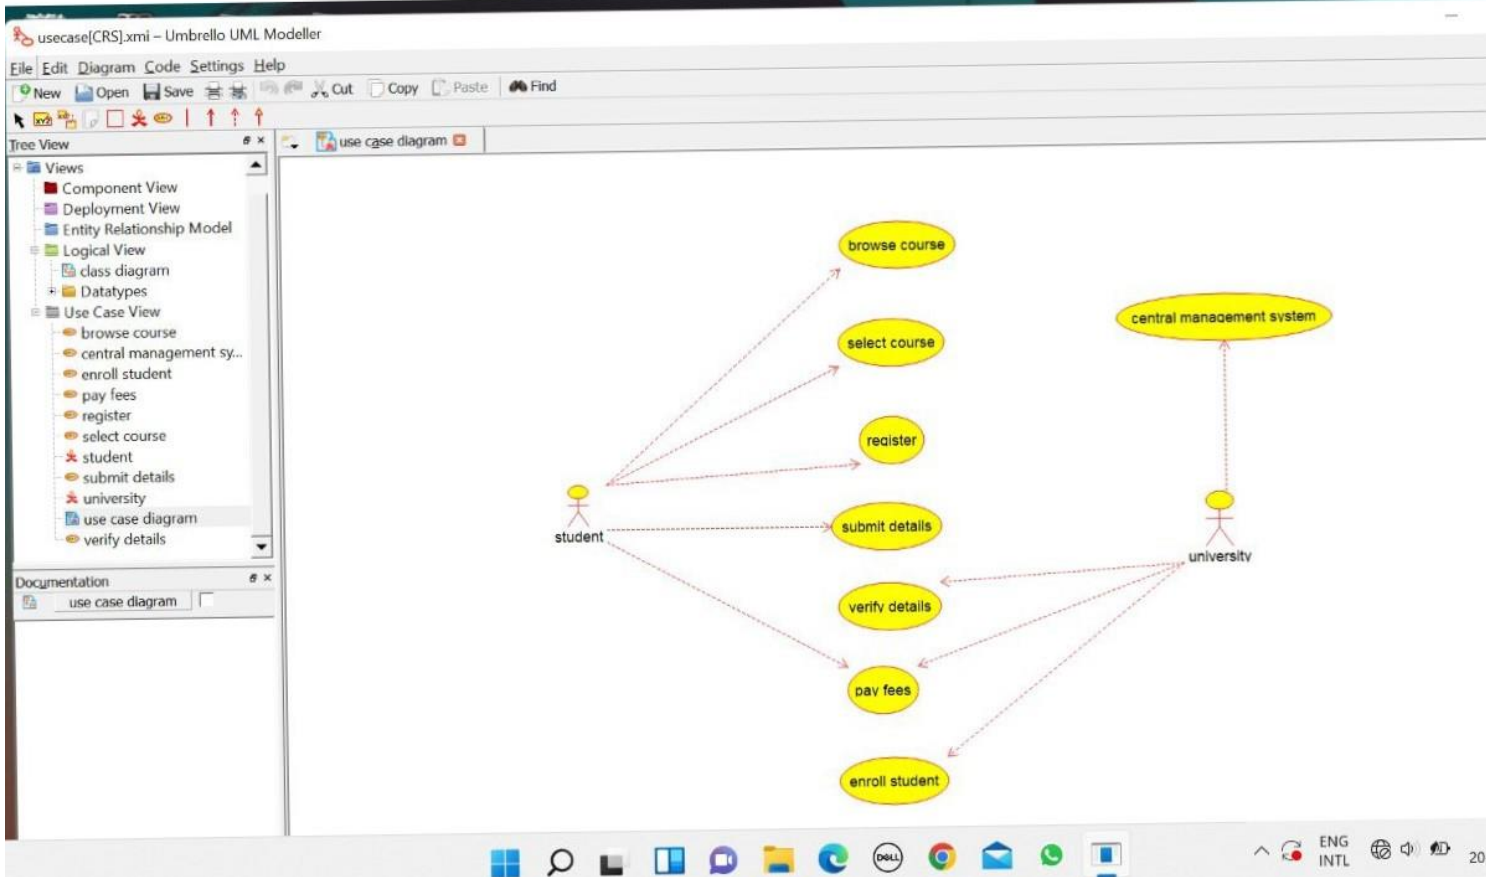 usecase[CRS].xmi – Umbrello UML Modeller
File Edit Diagram Code Settings Help
New Open Save Cut Copy Paste Find
Tree View
use case diagram
Views
Component View
Deployment View
Entity Relationship Model
Logical View
class diagram
Datatypes
Use Case View
browse course
central management sy...
enroll student
pay fees
register
select course
student
submit details
university
use case diagram
verify details
Documentation
use case diagram
browse course
central management system
select course
register
student
submit details
university
verify details
pay fees
enroll student
DELL
ENG
INTL
20